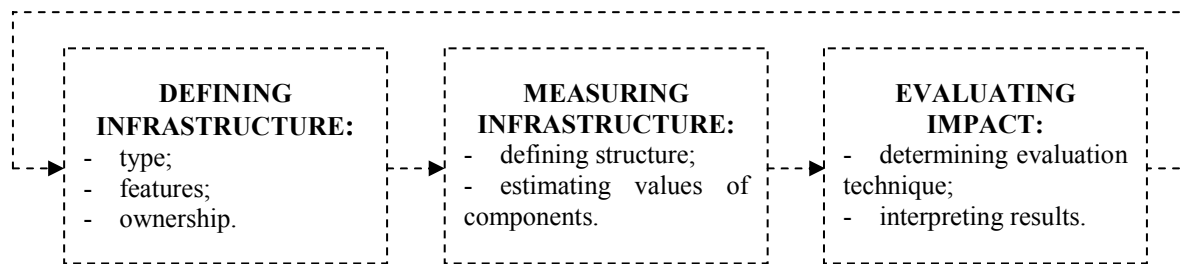 DEFINING
INFRASTRUCTURE:
- type;
- features;
- ownership.
MEASURING
INFRASTRUCTURE:
- defining structure;
- estimating values of
components.
EVALUATING
IMPACT:
- determining evaluation
technique;
- interpreting results.